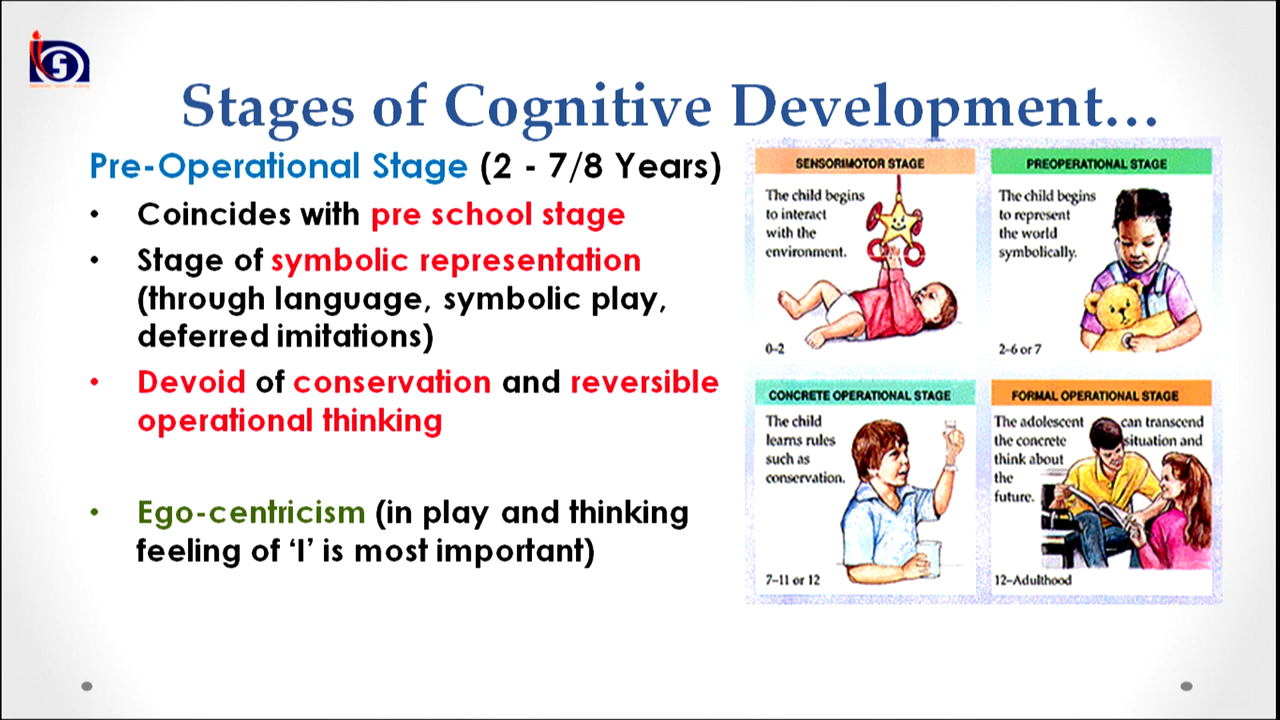 Stages of Cognitive Development...
Pre-Operational Stage (2 - 7/8 Years)
• Coincides with pre school stage
• Stage of symbolic representation
(through language, symbolic play,
deferred imitations)
• Devoid of conservation and reversible
operational thinking
• Ego-centricism (in play and thinking
feeling of ‘I’ is most important)
SENSORIMOTOR STAGE
The child begins
to interact
with the
environment.
0–2
PREOPERATIONAL STAGE
The child begins
to represent
the world
symbolically.
2–6 or 7
CONCRETE OPERATIONAL STAGE
The child
learns rules
such as
conservation.
7–11 or 12
FORMAL OPERATIONAL STAGE
The adolescent can transcend
the concrete situation and
think about
the
future.
12–Adulthood